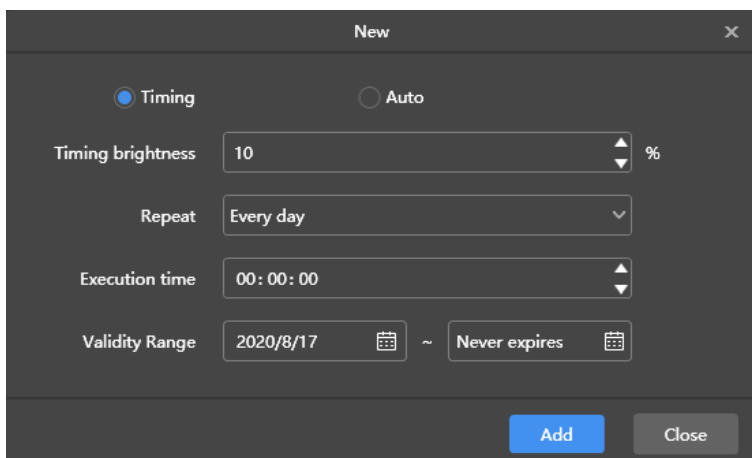 New
Timing Auto
Timing brightness 10 %
Repeat Every day
Execution time 00:00:00
Validity Range 2020/8/17 ~ Never expires
Add Close